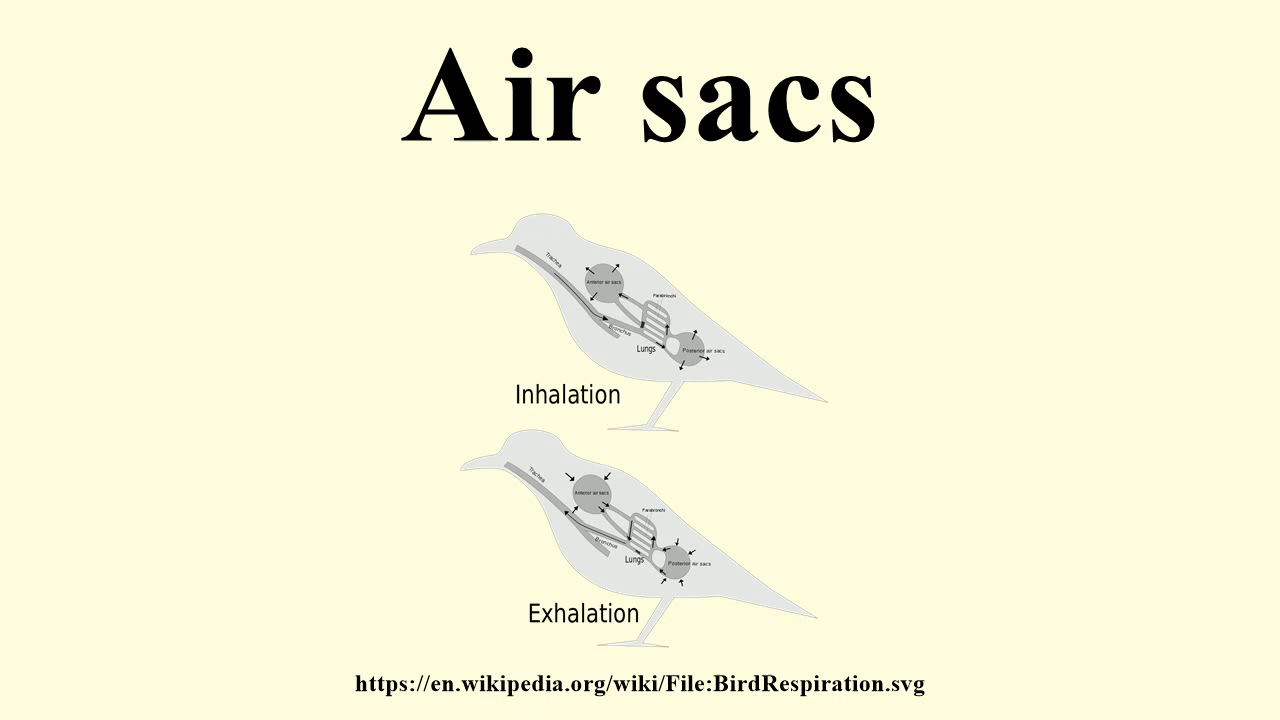 Air sacs
Trachea
Anterior air sacs
Parabronchi
Bronchus
Lungs
Posterior air sacs
Inhalation
Trachea
Anterior air sacs
Parabronchi
Bronchus
Lungs
Posterior air sacs
Exhalation
https://en.wikipedia.org/wiki/File:BirdRespiration.svg